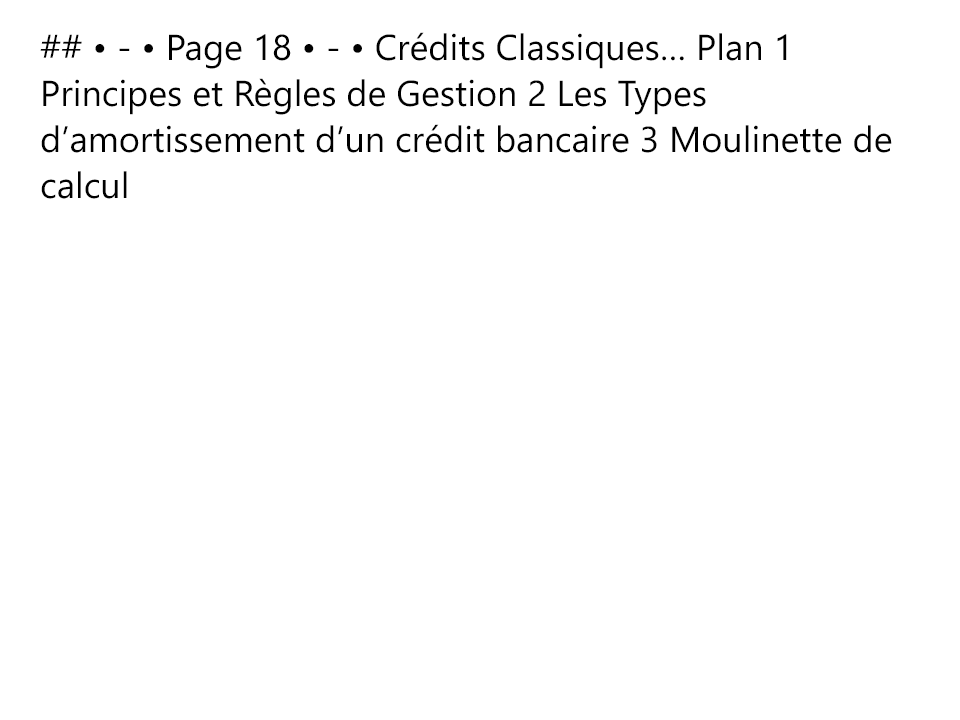 ## • - • Page 18 • - • Crédits Classiques… Plan 1
Principes et Règles de Gestion 2 Les Types
d’amortissement d’un crédit bancaire 3 Moulinette de
calcul